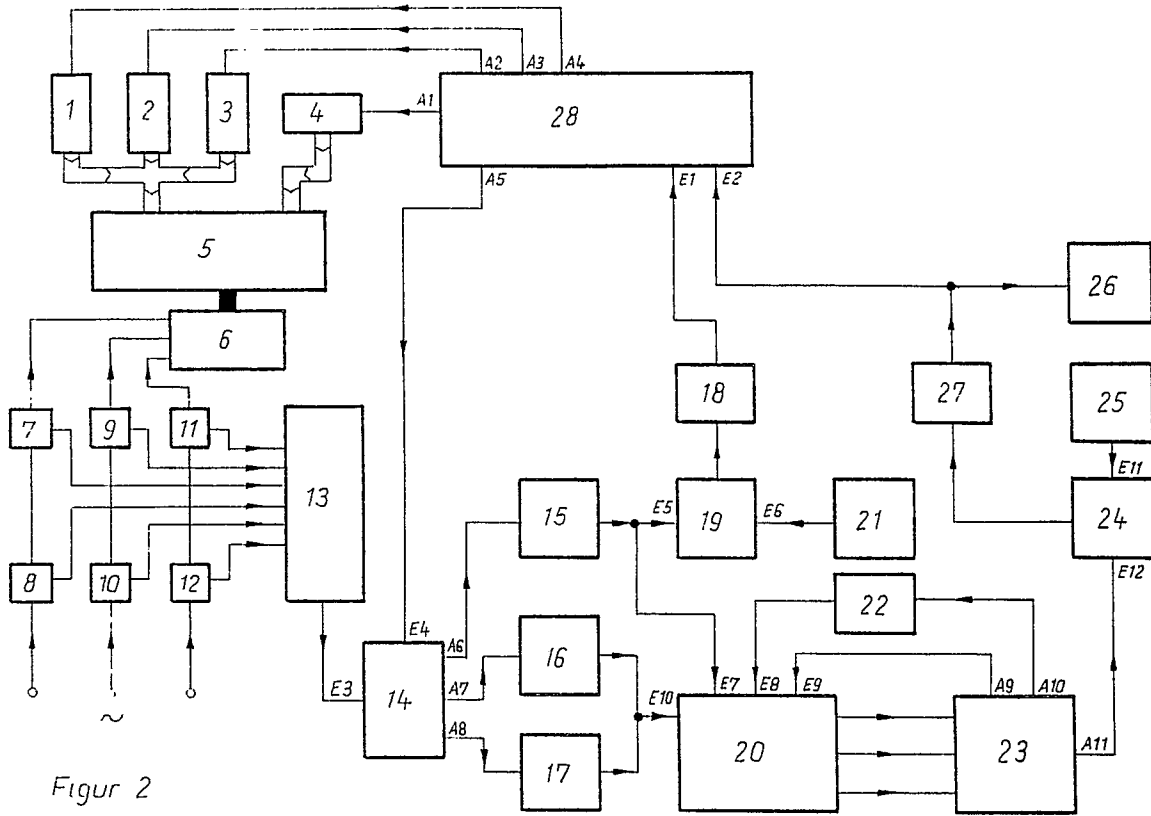 A2 A3 A4
1 2 3 4 A1 28
A5 E1 E2
5
26
6
18 27 25
7 9 11
E11
13 15 E5 19 E6 21 24
E12
8 10 12 22
E4 A6
16
E3 14 A7 E7 E8 E9 A9 A10
E10
A8
17 20 23 A11
~
Figur 2